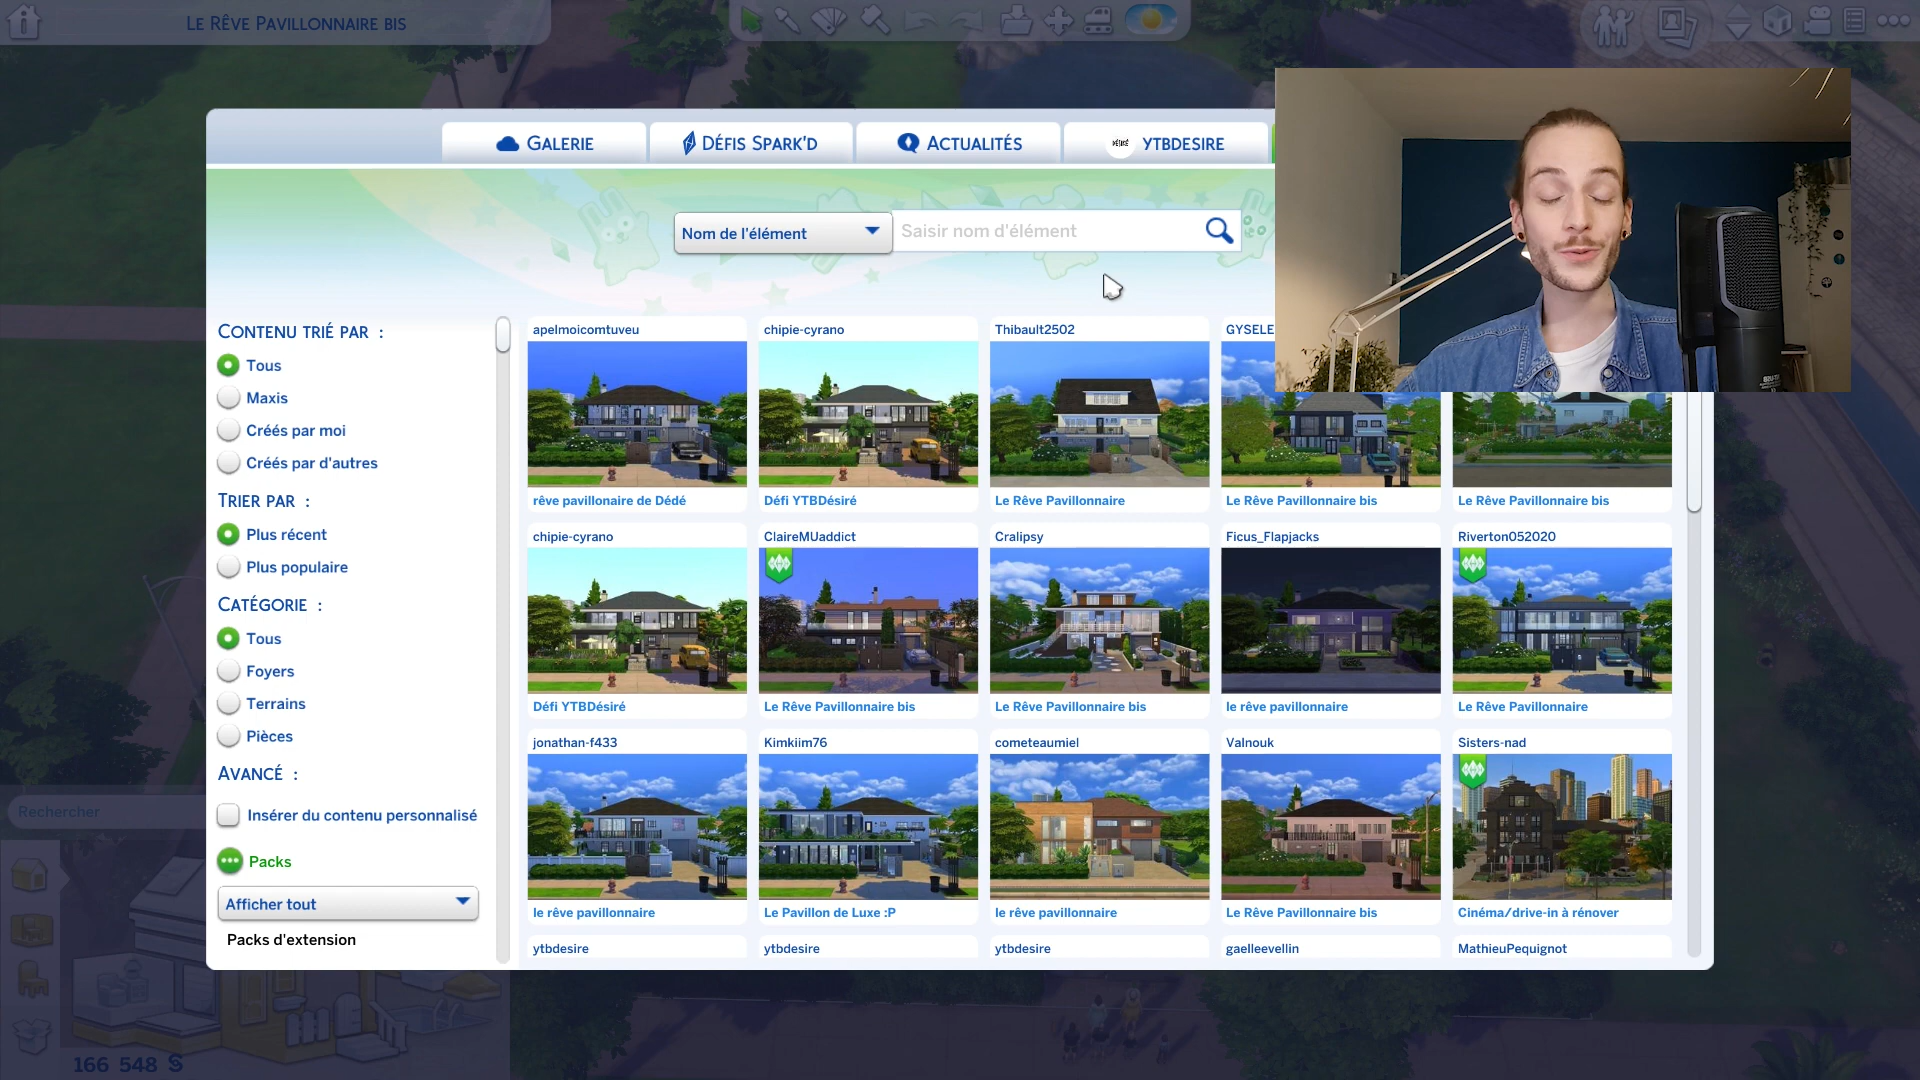 LE RÊVE PAVILLONNAIRE BIS
GALERIE
DÉFIS SPARK'D
ACTUALITÉS
YTBDESIRE
Nom de l'élément
Saisir nom d'élément
CONTENU TRIÉ PAR :
Tous
Maxis
Créés par moi
Créés par d'autres
TRIER PAR :
Plus récent
Plus populaire
CATÉGORIE :
Tous
Foyers
Terrains
Pièces
AVANCÉ :
Insérer du contenu personnalisé
Packs
Afficher tout
Packs d'extension
apelmoicomtuveu
chipie-cyrano
Thibault2502
GYSELE
rêve pavillonaire de Dédé
Défi YTBDésiré
Le Rêve Pavillonnaire
Le Rêve Pavillonnaire bis
Le Rêve Pavillonnaire bis
chipie-cyrano
ClaireMUaddict
Cralipsy
Ficus_Flapjacks
Riverton052020
Défi YTBDésiré
Le Rêve Pavillonnaire bis
Le Rêve Pavillonnaire bis
le rêve pavillonnaire
Le Rêve Pavillonnaire
jonathan-f433
Kimkiim76
cometeaumiel
Valnouk
Sisters-nad
le rêve pavillonnaire
Le Pavillon de Luxe :P
le rêve pavillonnaire
Le Rêve Pavillonnaire bis
Cinéma/drive-in à rénover
ytbdesire
ytbdesire
ytbdesire
gaelleevellin
MathieuPequignot
Rechercher
166 548 §